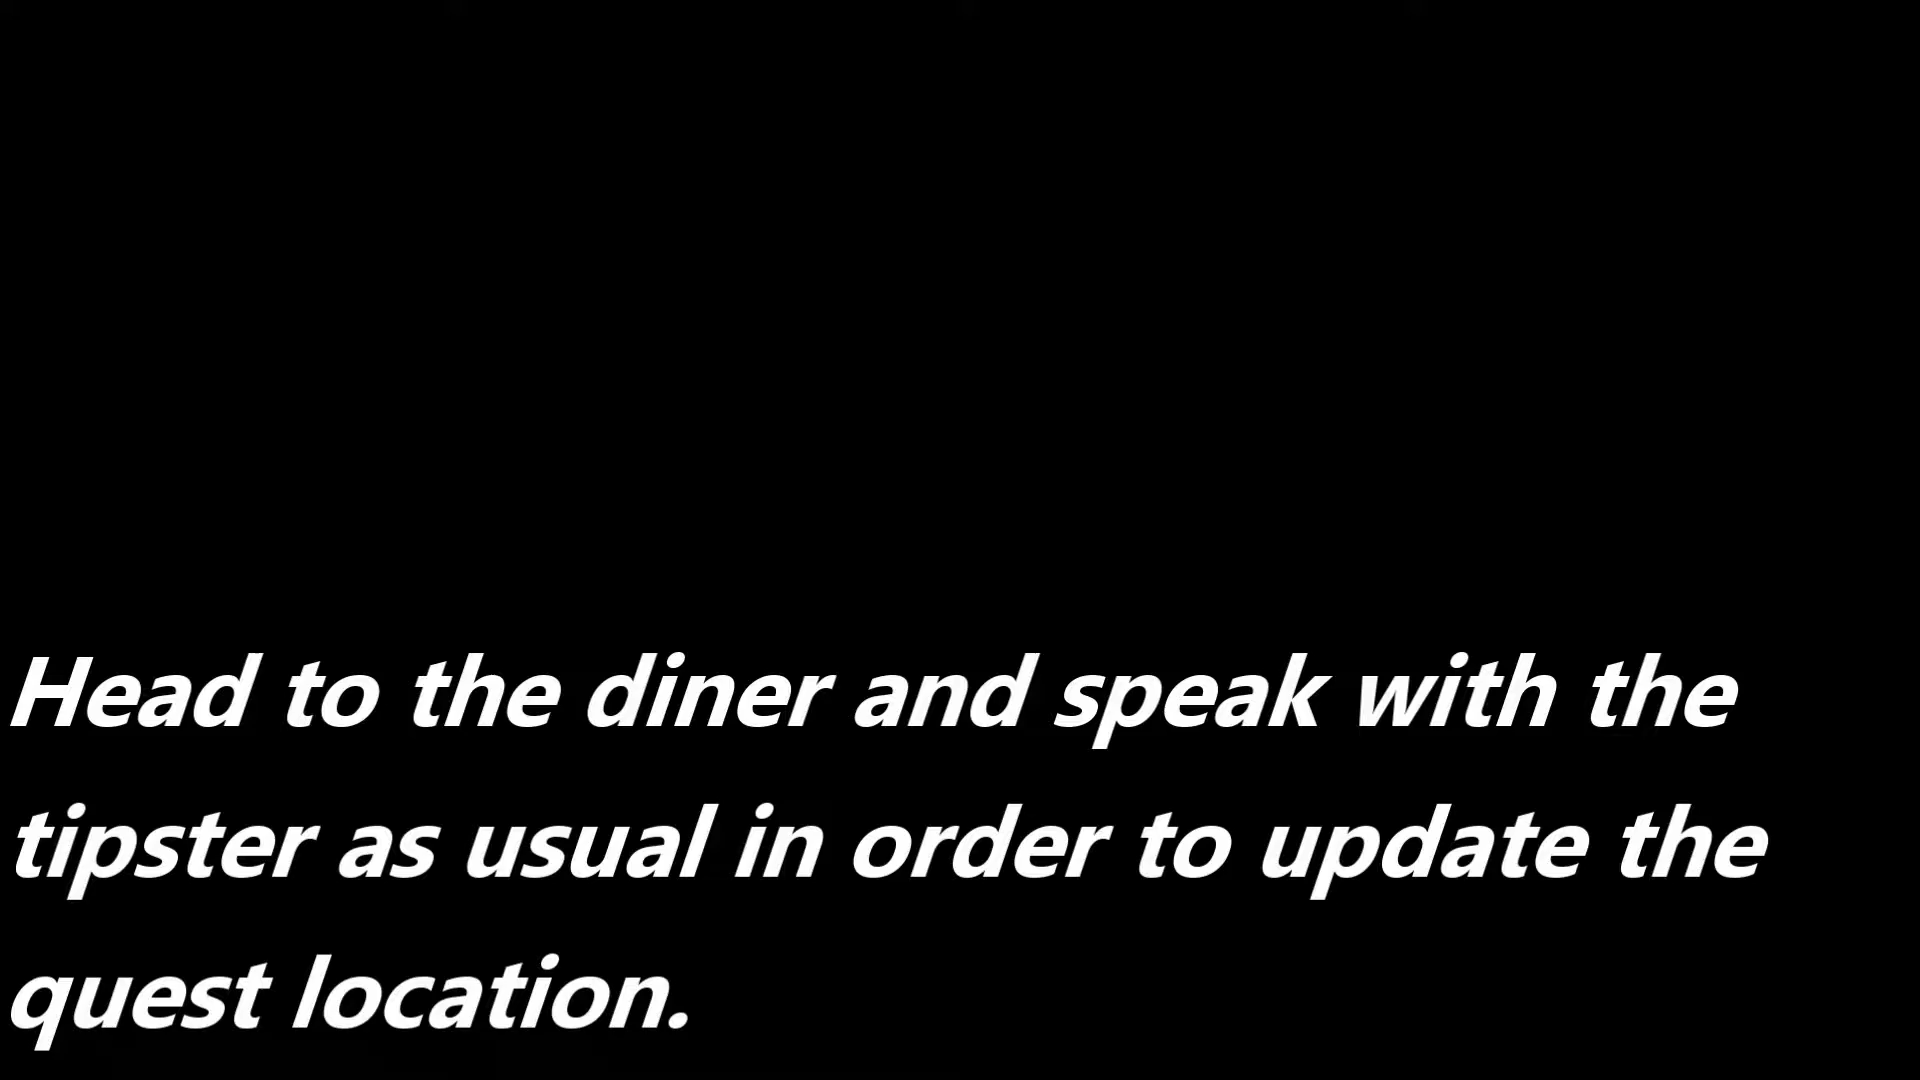 Head to the diner and speak with the
tipster as usual in order to update the
quest location.